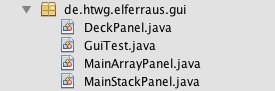 de.htwg.elferraus.gui
DeckPanel.java
GuiTest.java
MainArrayPanel.java
MainStackPanel.java